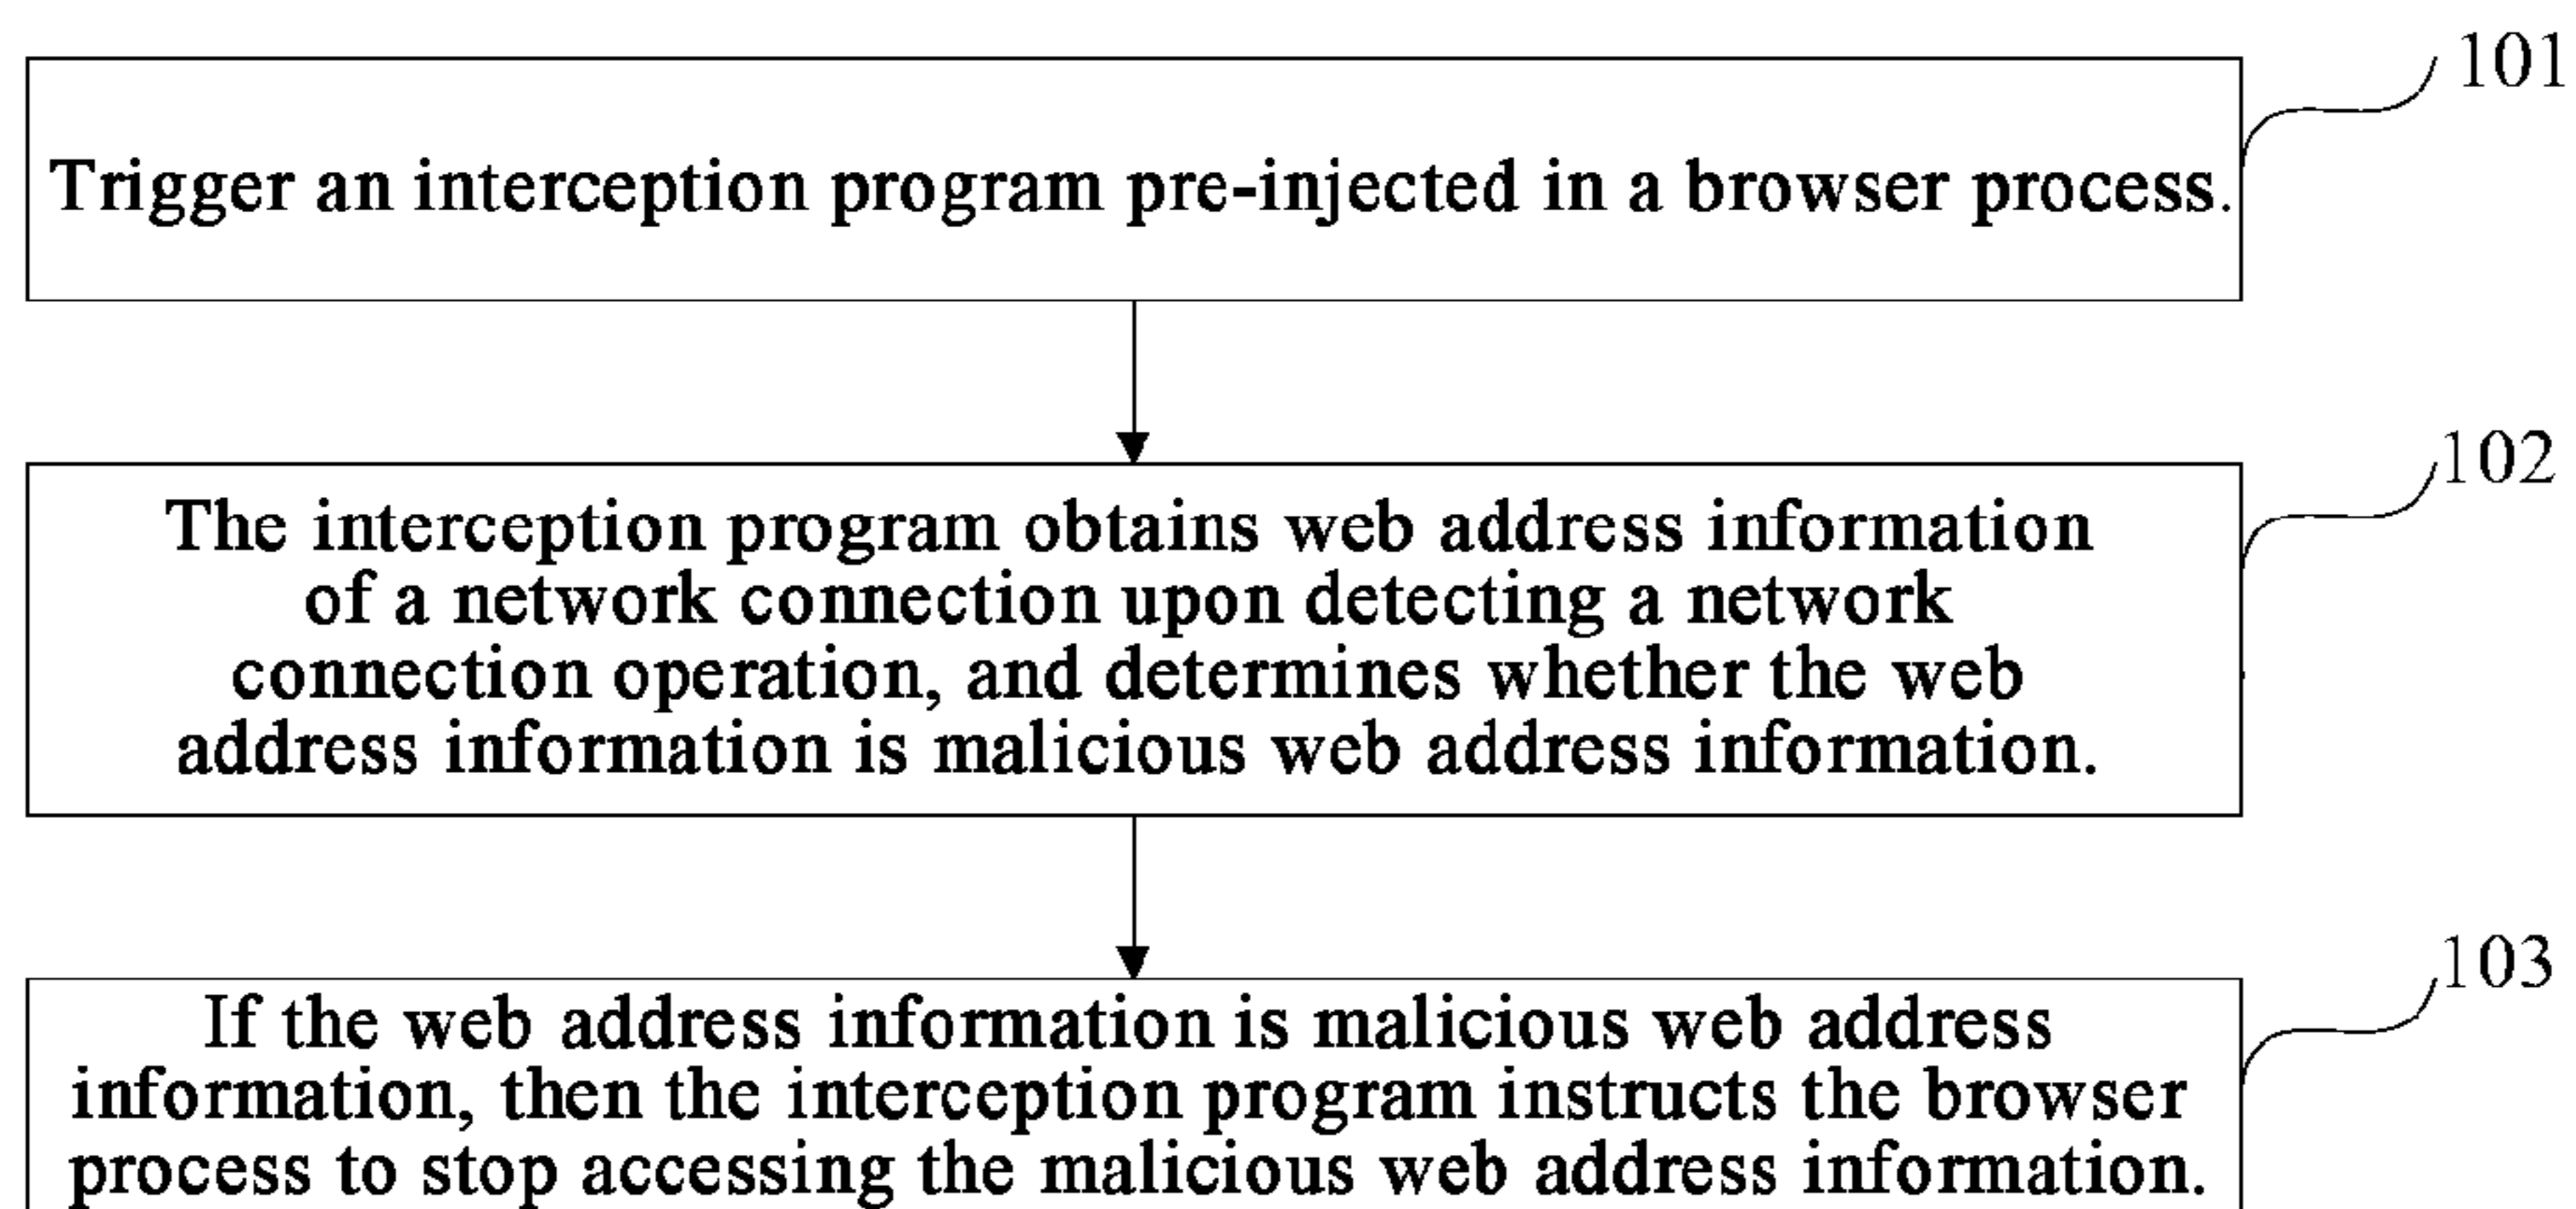 101
Trigger an interception program pre-injected in a browser process.
102
The interception program obtains web address information
of a network connection upon detecting a network
connection operation, and determines whether the web
address information is malicious web address information.
103
If the web address information is malicious web address
information, then the interception program instructs the browser
process to stop accessing the malicious web address information.